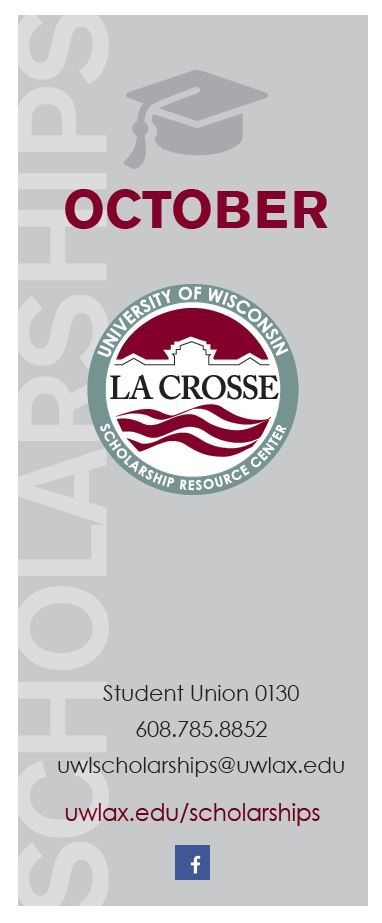 SCHOLARSHIPS
OCTOBER
UNIVERSITY OF WISCONSIN
LA CROSSE
SCHOLARSHIP RESOURCE CENTER
Student Union 0130
608.785.8852
uwlscholarships@uwlax.edu
uwlax.edu/scholarships
f